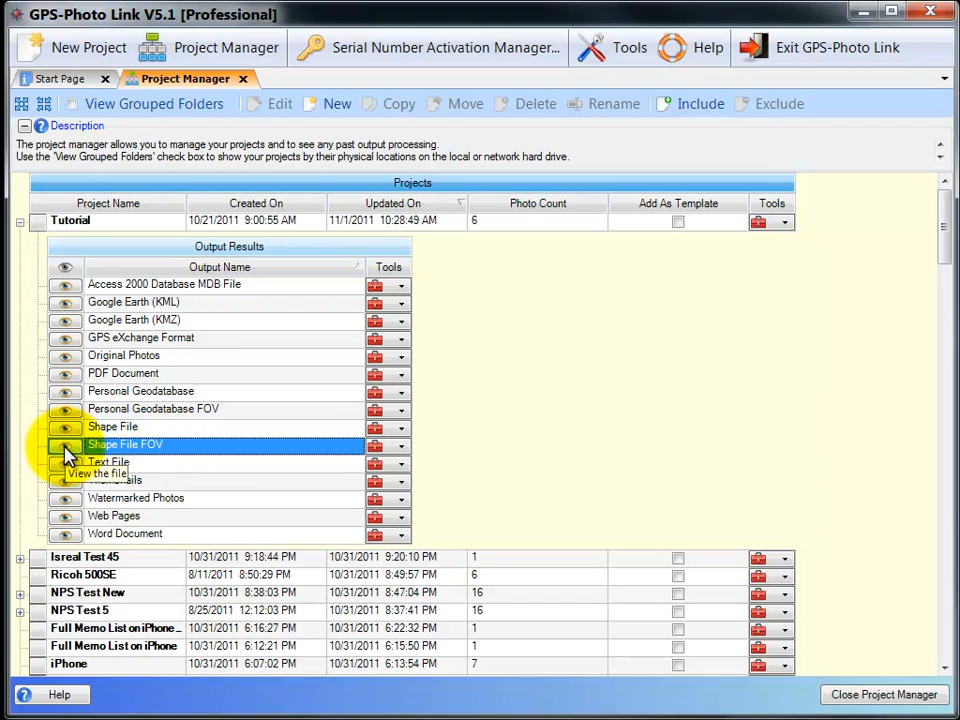 GPS-Photo Link V5.1 [Professional]
New Project Project Manager Serial Number Activation Manager... Tools Help Exit GPS-Photo Link
Start Page Project Manager
View Grouped Folders Edit New Copy Move Delete Rename Include Exclude
Description
The project manager allows you to manage your projects and to see any past output processing.
Use the 'View Grouped Folders' check box to show your projects by their physical locations on the local or network hard drive.
Projects
Project Name Created On Updated On Photo Count Add As Template Tools
Tutorial 10/21/2011 9:00:55 AM 11/1/2011 10:28:49 AM 6
Output Results
Output Name Tools
Access 2000 Database MDB File
Google Earth (KML)
Google Earth (KMZ)
GPS eXchange Format
Original Photos
PDF Document
Personal Geodatabase
Personal Geodatabase FOV
Shape File
Shape File FOV
Text File
View the file
Watermarked Photos
Web Pages
Word Document
Isreal Test 45 10/31/2011 9:18:44 PM 10/31/2011 9:20:10 PM 1
Ricoh 500SE 8/11/2011 8:50:29 PM 10/31/2011 8:49:57 PM 6
NPS Test New 10/31/2011 8:38:03 PM 10/31/2011 8:47:04 PM 16
NPS Test 5 8/25/2011 12:12:03 PM 10/31/2011 8:37:41 PM 16
Full Memo List on iPhone... 10/31/2011 6:16:27 PM 10/31/2011 6:22:32 PM 1
Full Memo List on iPhone 10/31/2011 6:12:21 PM 10/31/2011 6:15:50 PM 1
iPhone 10/31/2011 6:07:02 PM 10/31/2011 6:13:54 PM 7
Help Close Project Manager